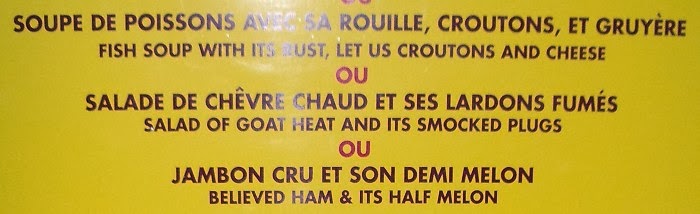 SOUPE DE POISSONS AVEC SA ROUILLE, CROUTONS, ET GRUYÈRE
FISH SOUP WITH ITS RUST, LET US CROUTONS AND CHEESE
OU
SALADE DE CHÊVRE CHAUD ET SES LARDONS FUMÉS
SALAD OF GOAT HEAT AND ITS SMOCKED PLUGS
OU
JAMBON CRU ET SON DEMI MELON
BELIEVED HAM & ITS HALF MELON